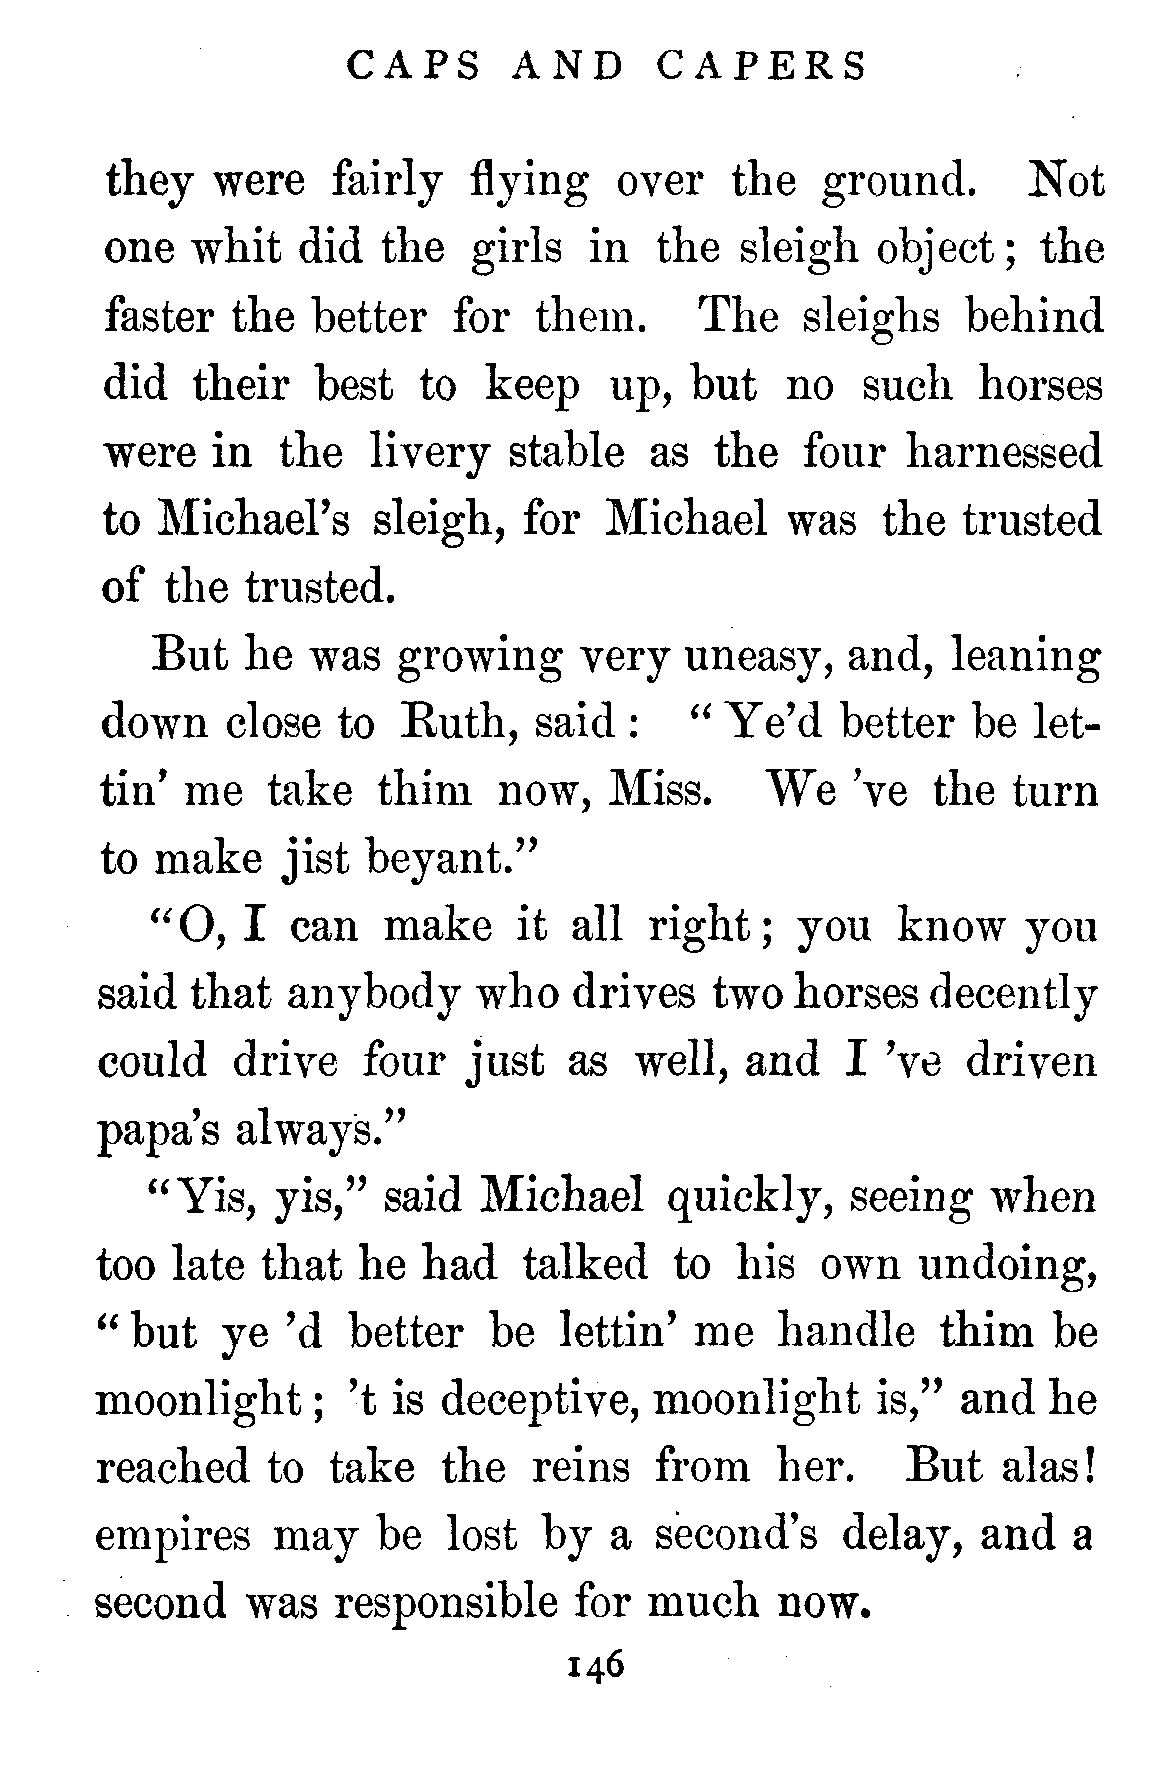 CAPS AND CAPERS
they were fairly flying over the ground. Not
one whit did the girls in the sleigh object; the
faster the better for them. The sleighs behind
did their best to keep up, but no such horses
were in the livery stable as the four harnessed
to Michael's sleigh, for Michael was the trusted
of the trusted.
But he was growing very uneasy, and, leaning
down close to Ruth, said: "Ye'd better be let-
tin' me take thim now, Miss. We 've the turn
to make jist beyant."
"O, I can make it all right; you know you
said that anybody who drives two horses decently
could drive four just as well, and I 've driven
papa's always."
"Yis, yis," said Michael quickly, seeing when
too late that he had talked to his own undoing,
"but ye 'd better be lettin' me handle thim be
moonlight; 't is deceptive, moonlight is," and he
reached to take the reins from her. But alas!
empires may be lost by a second's delay, and a
second was responsible for much now.
146